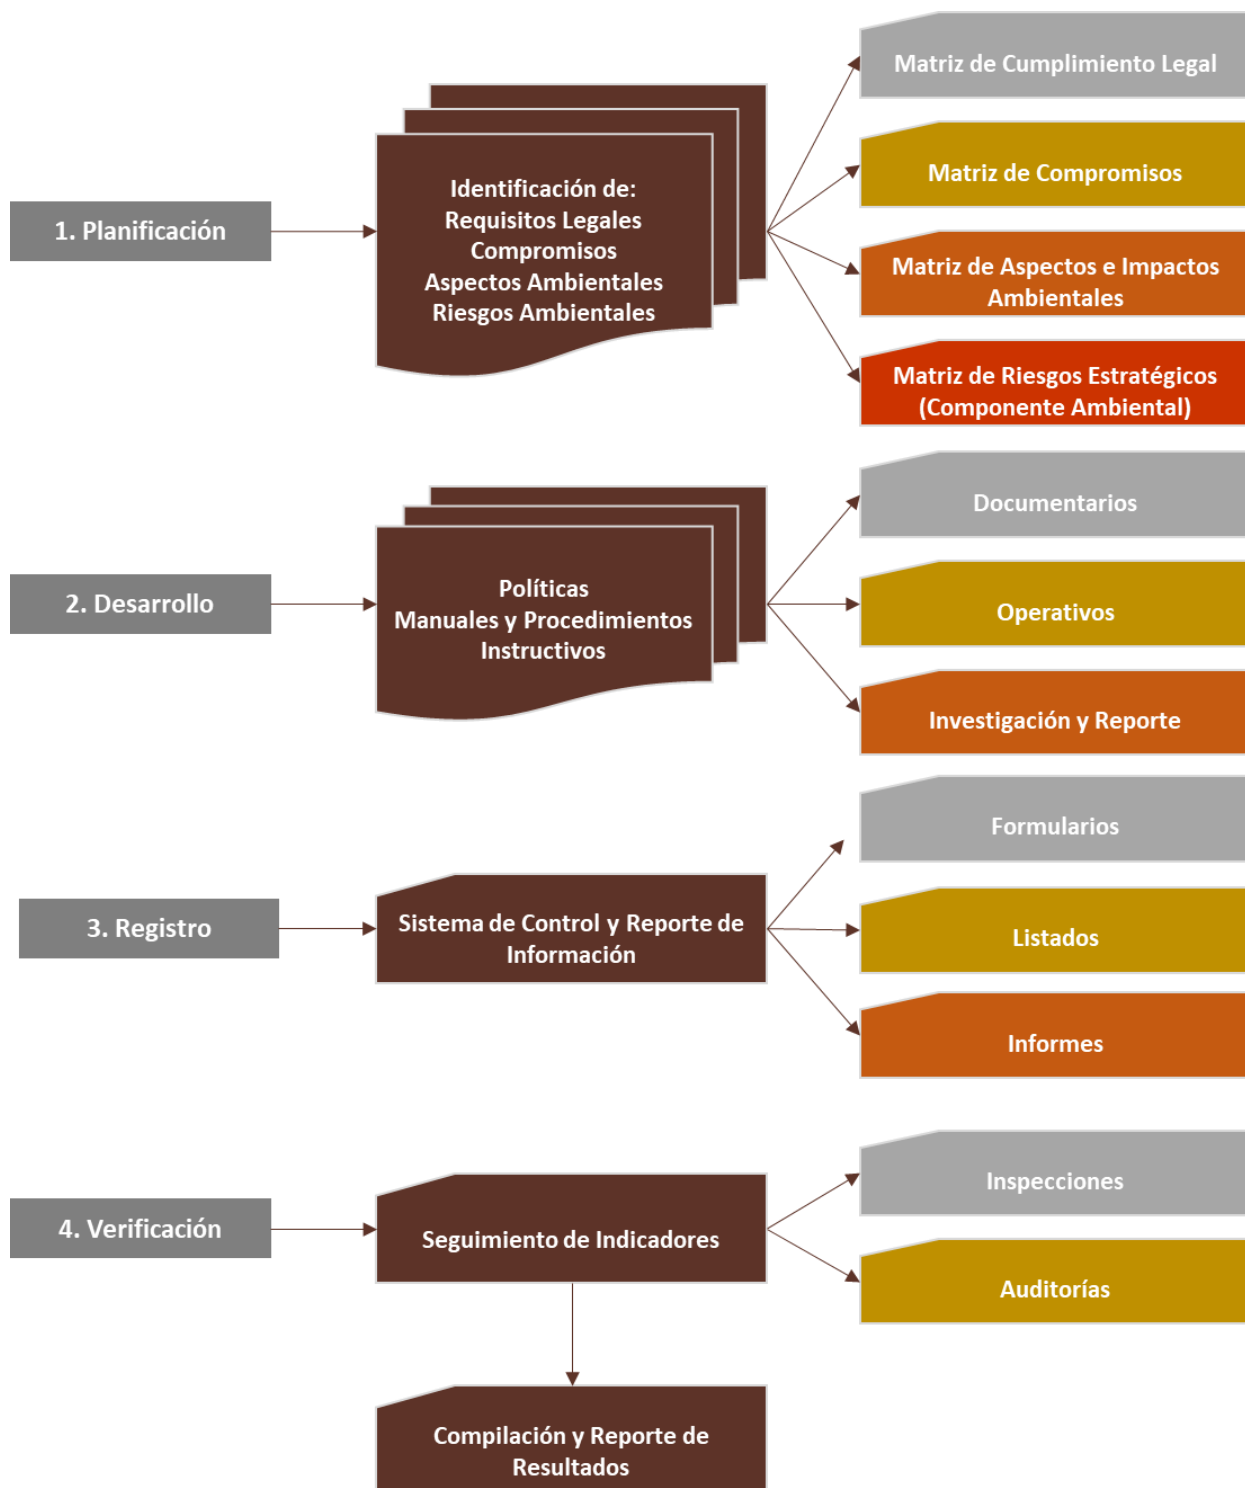 1. Planificación
Identificación de:
Requisitos Legales
Compromisos
Aspectos Ambientales
Riesgos Ambientales
Matriz de Cumplimiento Legal
Matriz de Compromisos
Matriz de Aspectos e Impactos
Ambientales
Matriz de Riesgos Estratégicos
(Componente Ambiental)
2. Desarrollo
Políticas
Manuales y Procedimientos
Instructivos
Documentarios
Operativos
Investigación y Reporte
3. Registro
Sistema de Control y Reporte de
Información
Formularios
Listados
Informes
4. Verificación
Seguimiento de Indicadores
Inspecciones
Auditorías
Compilación y Reporte de
Resultados